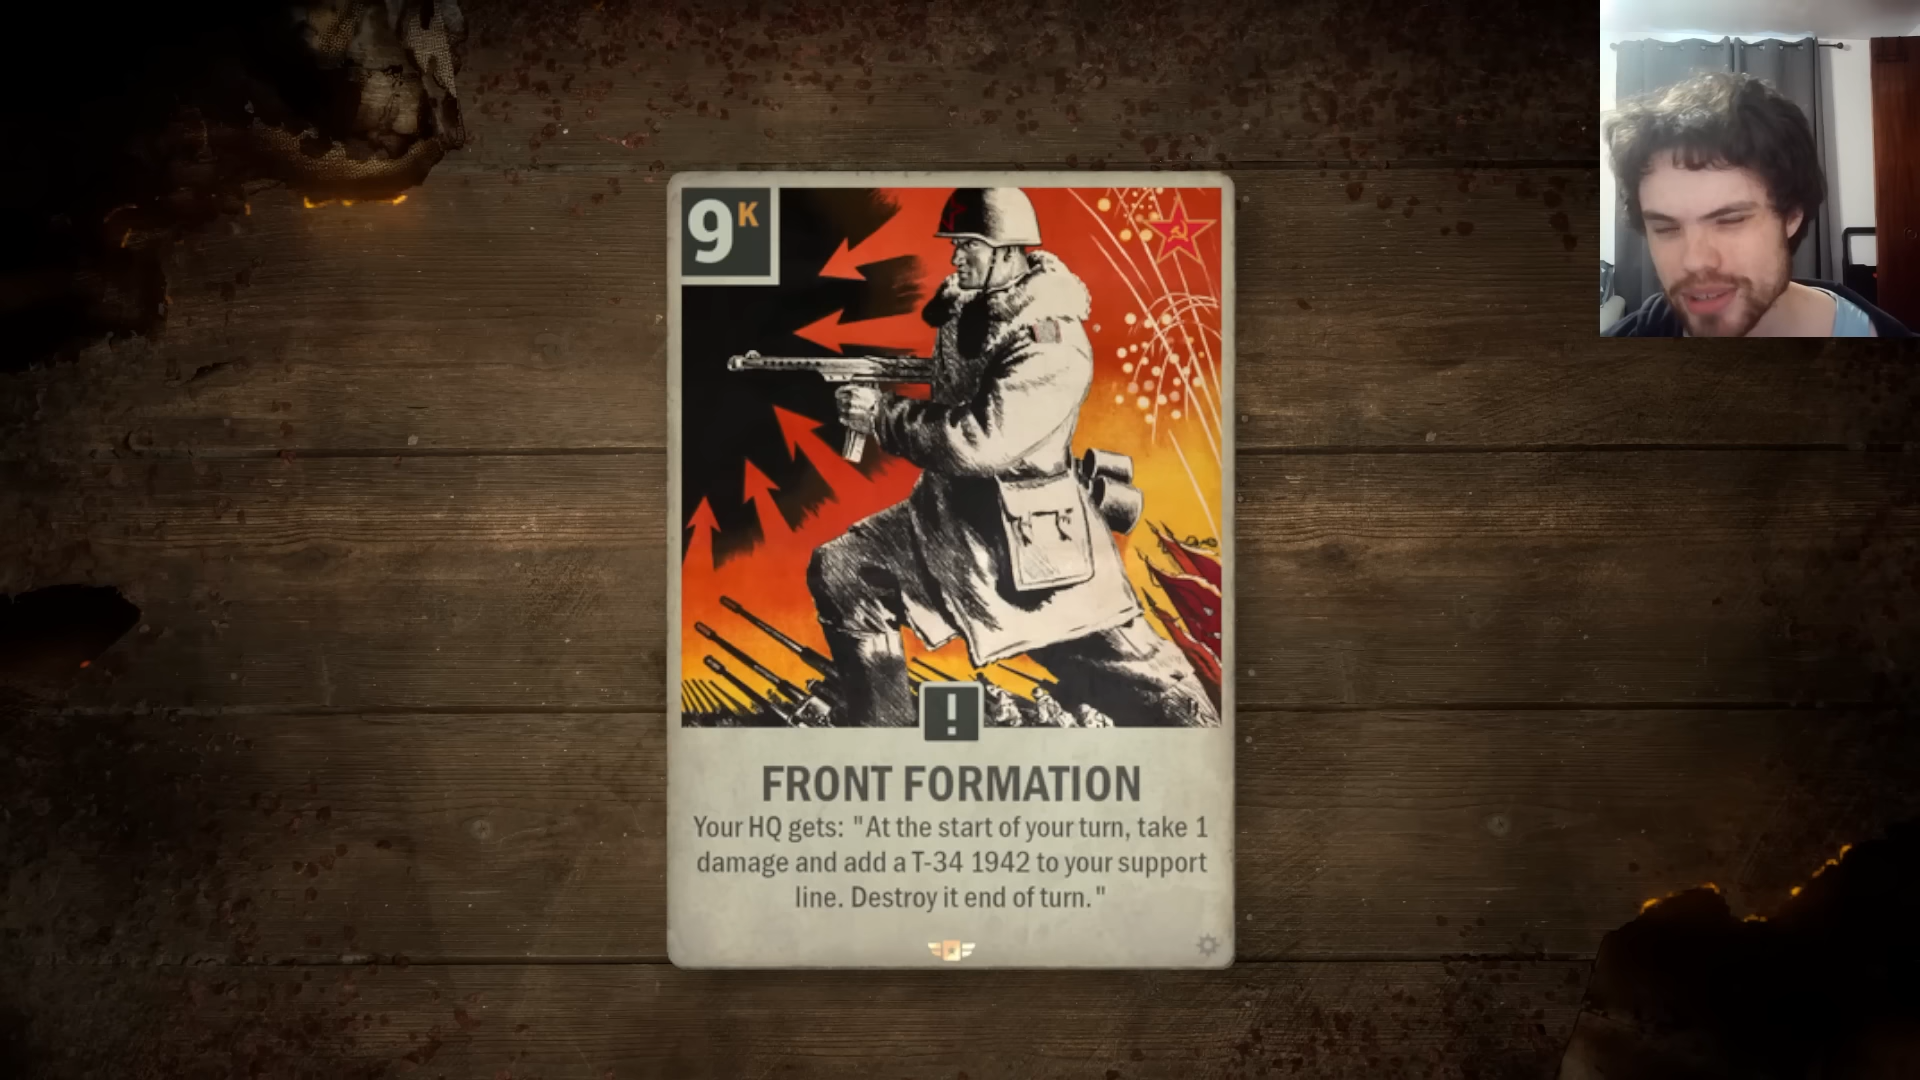 9K
FRONT FORMATION
Your HQ gets: "At the start of your turn, take 1
damage and add a T-34 1942 to your support
line. Destroy it end of turn."